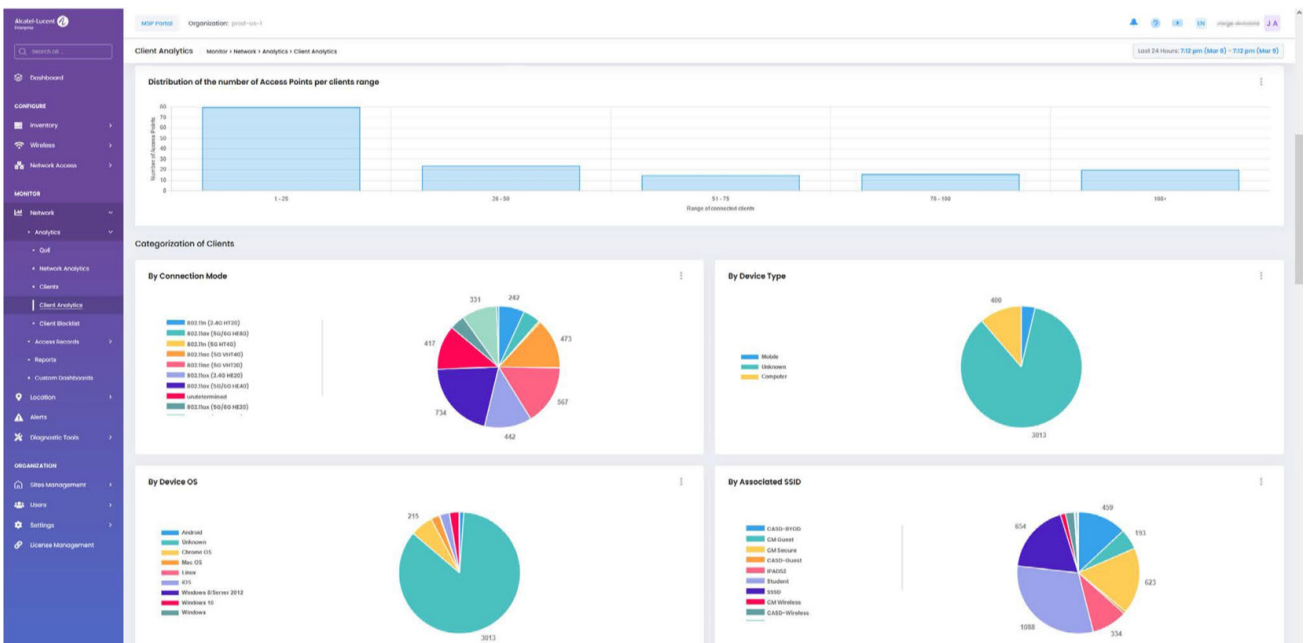 Alcatel-Lucent
Enterprise
Search on ...
Dashboard
CONFIGURE
Inventory
Wireless
Network Access
MONITOR
Network
Analytics
QoE
Network Analytics
Clients
Client Analytics
Client Blocklist
Access Records
Reports
Custom Dashboards
Location
Alerts
Diagnostic Tools
ORGANIZATION
Sites Management
Users
Settings
License Management
MSP Portal Organization: prod-us-1
EN J A
Client Analytics Monitor > Network > Analytics > Client Analytics
Last 24 Hours: 7:12 pm (Mar 8) - 7:12 pm (Mar 9)
Distribution of the number of Access Points per clients range
Number of Access Points
80
70
60
50
40
30
20
10
0
1 - 25 26 - 50 51 - 75 76 - 100 100+
Range of connected clients
Categorization of Clients
By Connection Mode
802.11n (2.4G HT20)
802.11ax (5G/6G HE80)
802.11n (5G HT40)
802.11ac (5G VHT40)
802.11ac (5G VHT20)
802.11ax (2.4G HE20)
802.11ax (5G/6G HE40)
undetermined
802.11ax (5G/6G HE20)
331 242
417 473
734 567
442
By Device Type
Mobile
Unknown
Computer
400
3013
By Device OS
Android
Unknown
Chrome OS
Mac OS
Linux
iOS
Windows 8/Server 2012
Windows 10
Windows
215
3013
By Associated SSID
CASD-BYOD
CM Guest
CM Secure
CASD-Guest
Student
SSSD
CM Wireless
CASD-Wireless
459
654 193
623
1088 334